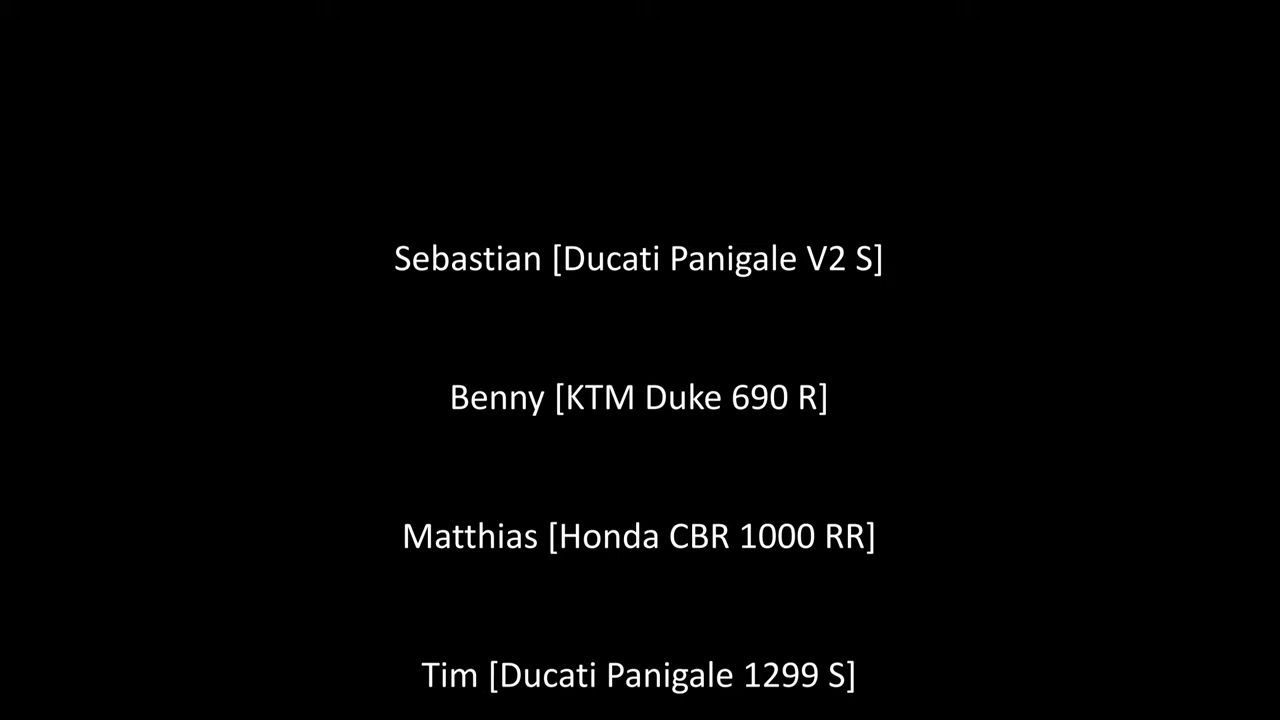 Sebastian [Ducati Panigale V2 S]
Benny [KTM Duke 690 R]
Matthias [Honda CBR 1000 RR]
Tim [Ducati Panigale 1299 S]